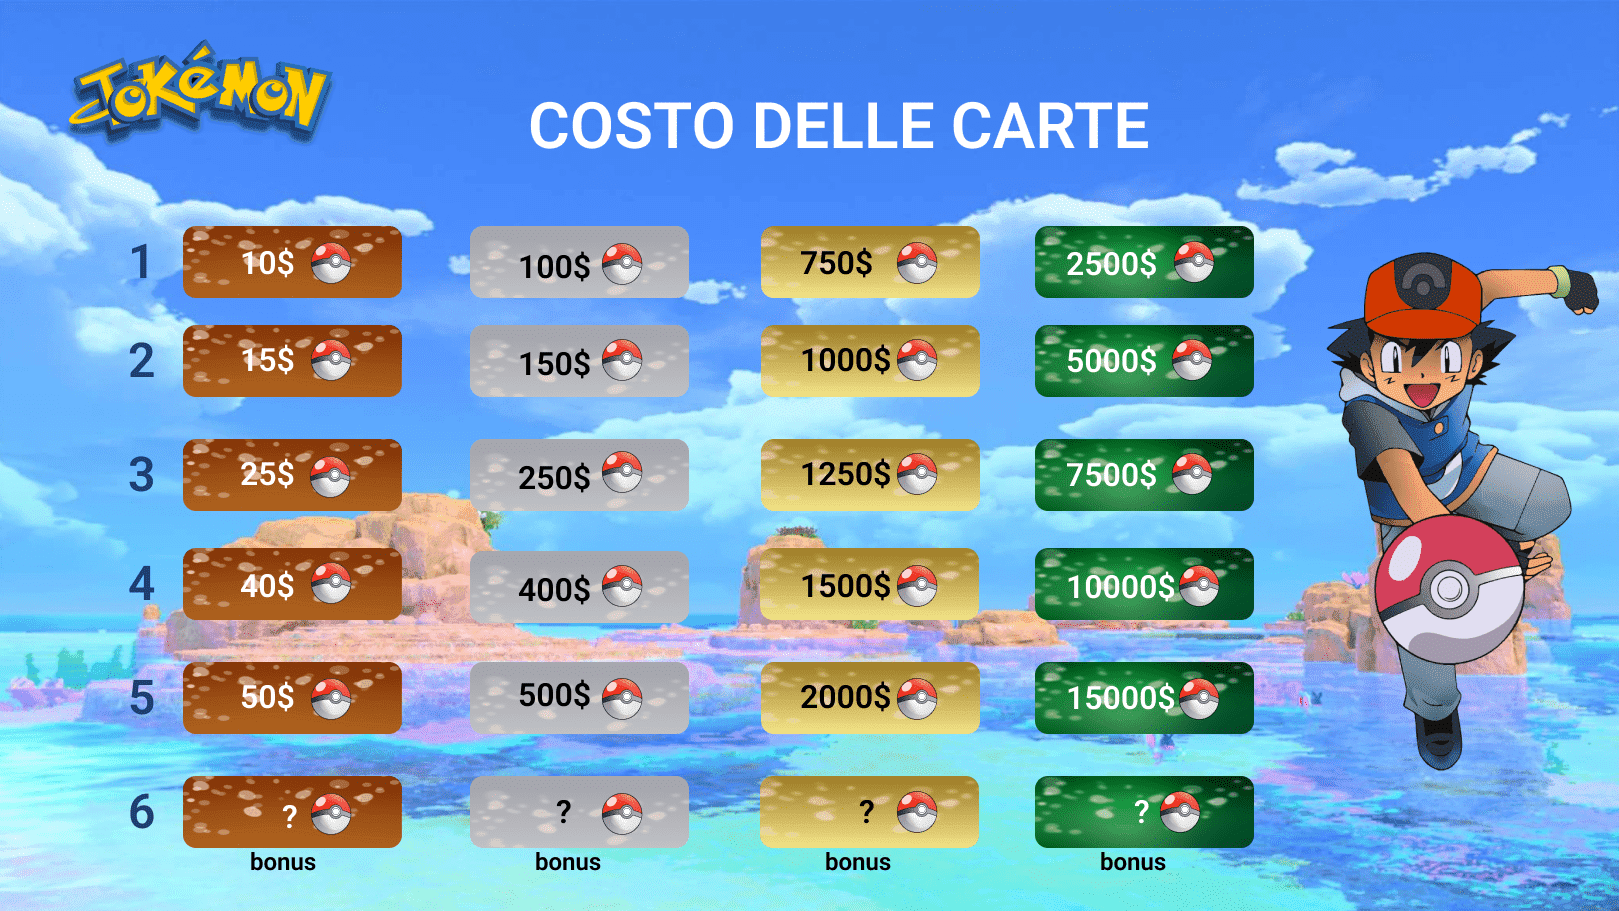 JOKéMON
COSTO DELLE CARTE
1 10$ 100$ 750$ 2500$
2 15$ 150$ 1000$ 5000$
3 25$ 250$ 1250$ 7500$
4 40$ 400$ 1500$ 10000$
5 50$ 500$ 2000$ 15000$
6 ? ? ? ?
bonus bonus bonus bonus